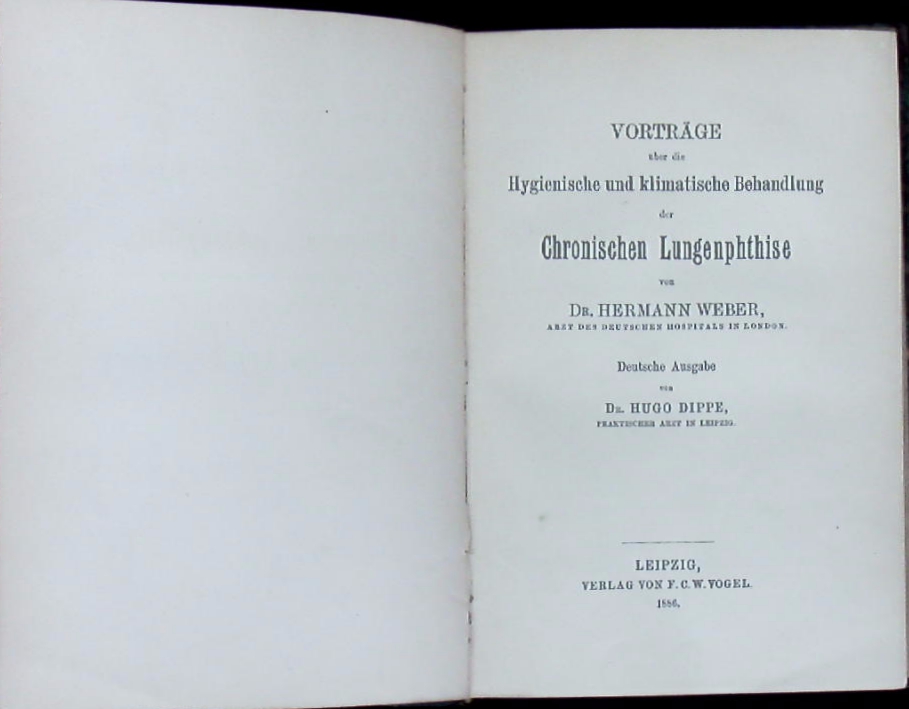 VORTRÄGE
über die
Hygienische und klimatische Behandlung
der
Chronischen Lungenphthise
von
DR. HERMANN WEBER,
ARZT DES DEUTSCHEN HOSPITALS IN LONDON.
Deutsche Ausgabe
von
DR. HUGO DIPPE,
PRAKTISCHER ARZT IN LEIPZIG.
LEIPZIG,
VERLAG VON F. C. W. VOGEL.
1886.